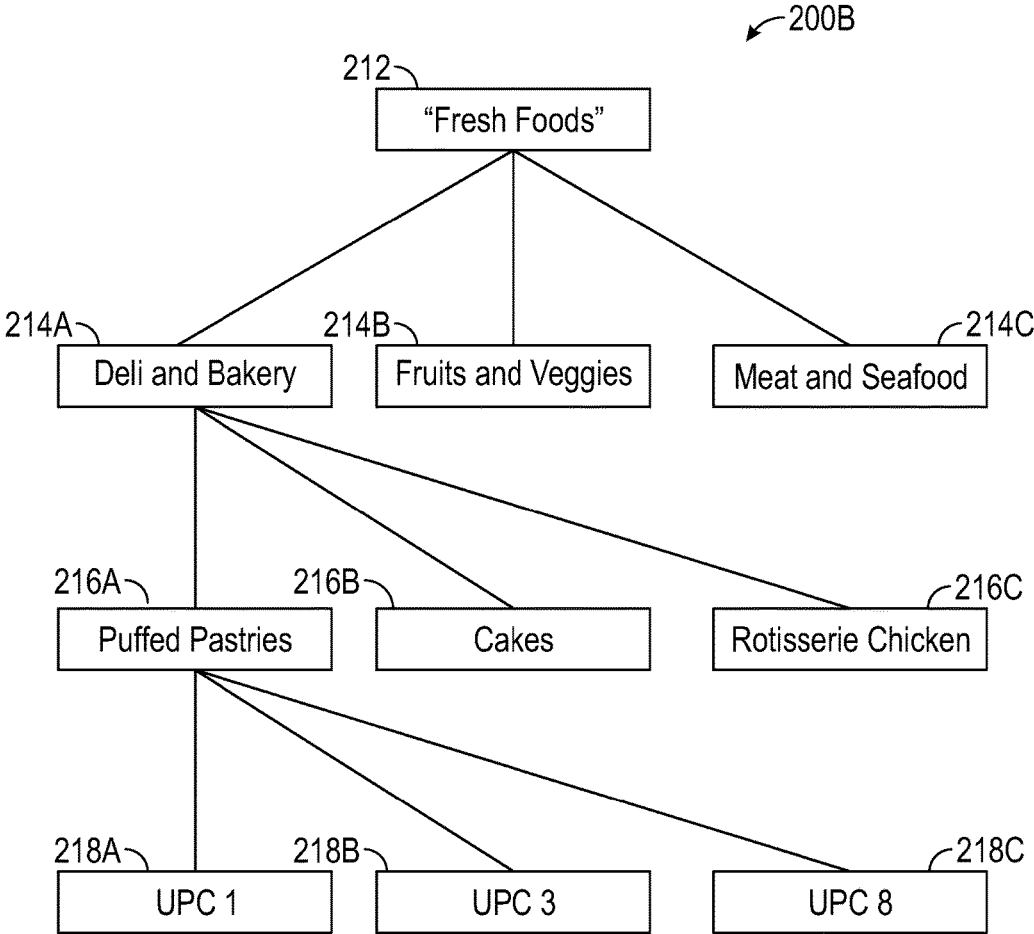 200B
212
“Fresh Foods”
214A
214B
214C
Deli and Bakery
Fruits and Veggies
Meat and Seafood
216A
216B
216C
Puffed Pastries
Cakes
Rotisserie Chicken
218A
218B
218C
UPC 1
UPC 3
UPC 8